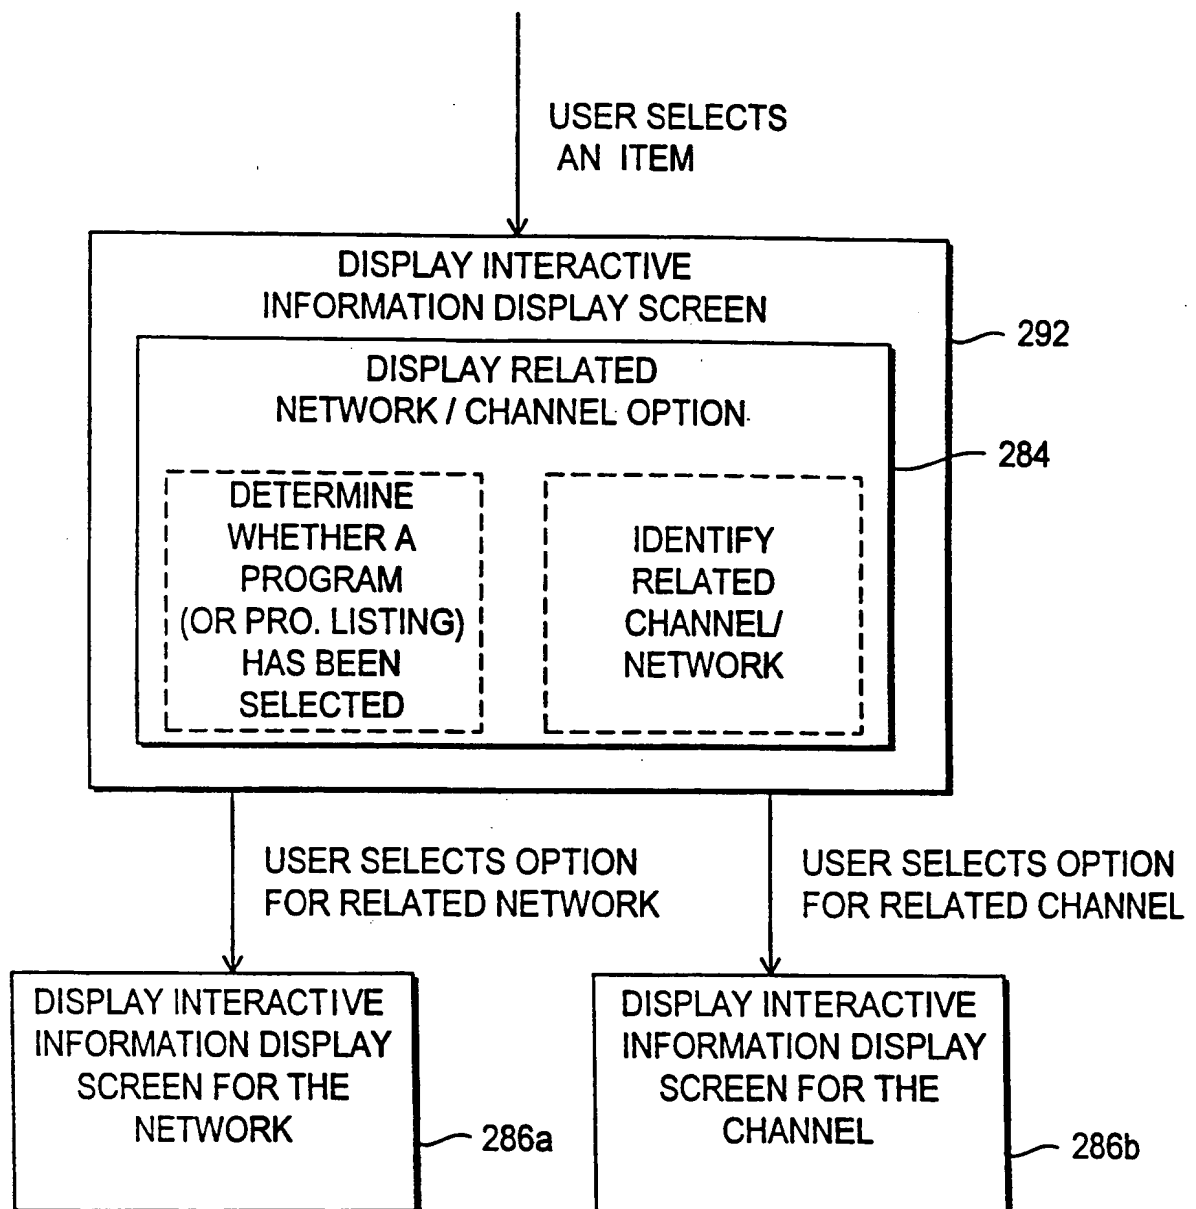 USER SELECTS
AN ITEM
DISPLAY INTERACTIVE
INFORMATION DISPLAY SCREEN
292
DISPLAY RELATED
NETWORK / CHANNEL OPTION
284
DETERMINE
WHETHER A
PROGRAM
(OR PRO. LISTING)
HAS BEEN
SELECTED
IDENTIFY
RELATED
CHANNEL/
NETWORK
USER SELECTS OPTION
FOR RELATED NETWORK
USER SELECTS OPTION
FOR RELATED CHANNEL
DISPLAY INTERACTIVE
INFORMATION DISPLAY
SCREEN FOR THE
NETWORK
286a
DISPLAY INTERACTIVE
INFORMATION DISPLAY
SCREEN FOR THE
CHANNEL
286b